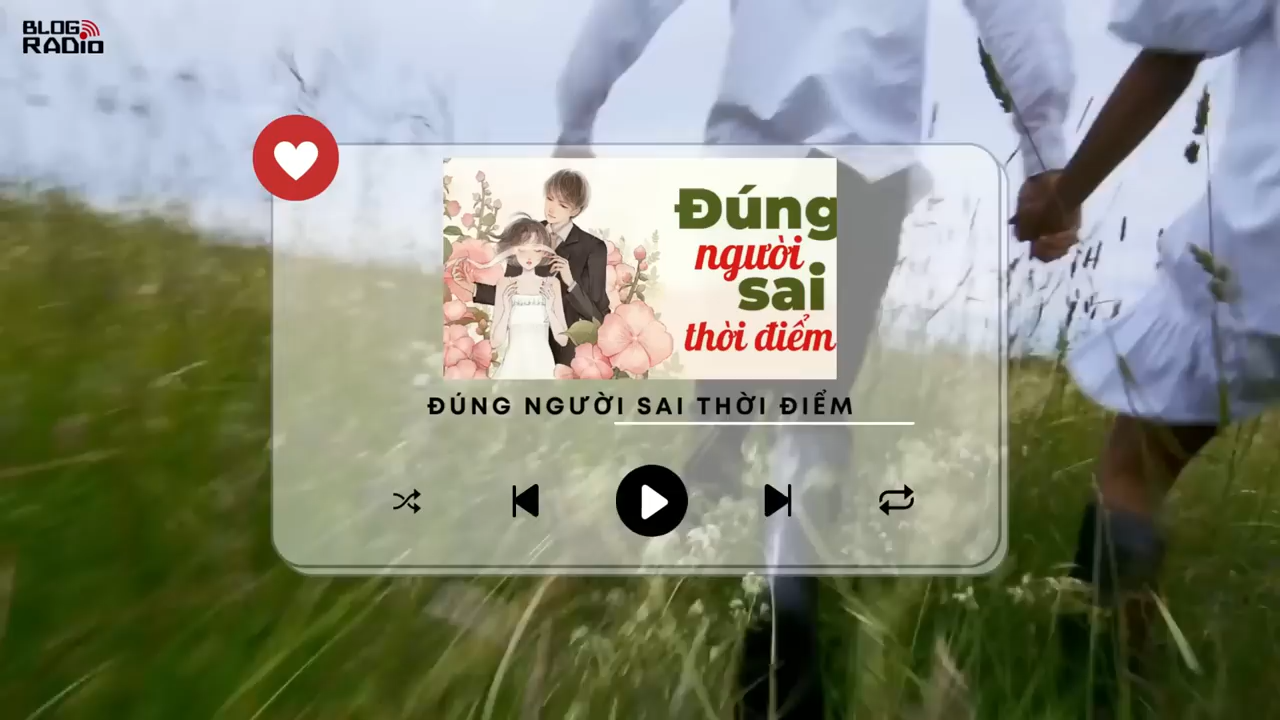 BLOG
RADIO
Đúng
người
sai
thời điểm
ĐÚNG NGƯỜI SAI THỜI ĐIỂM